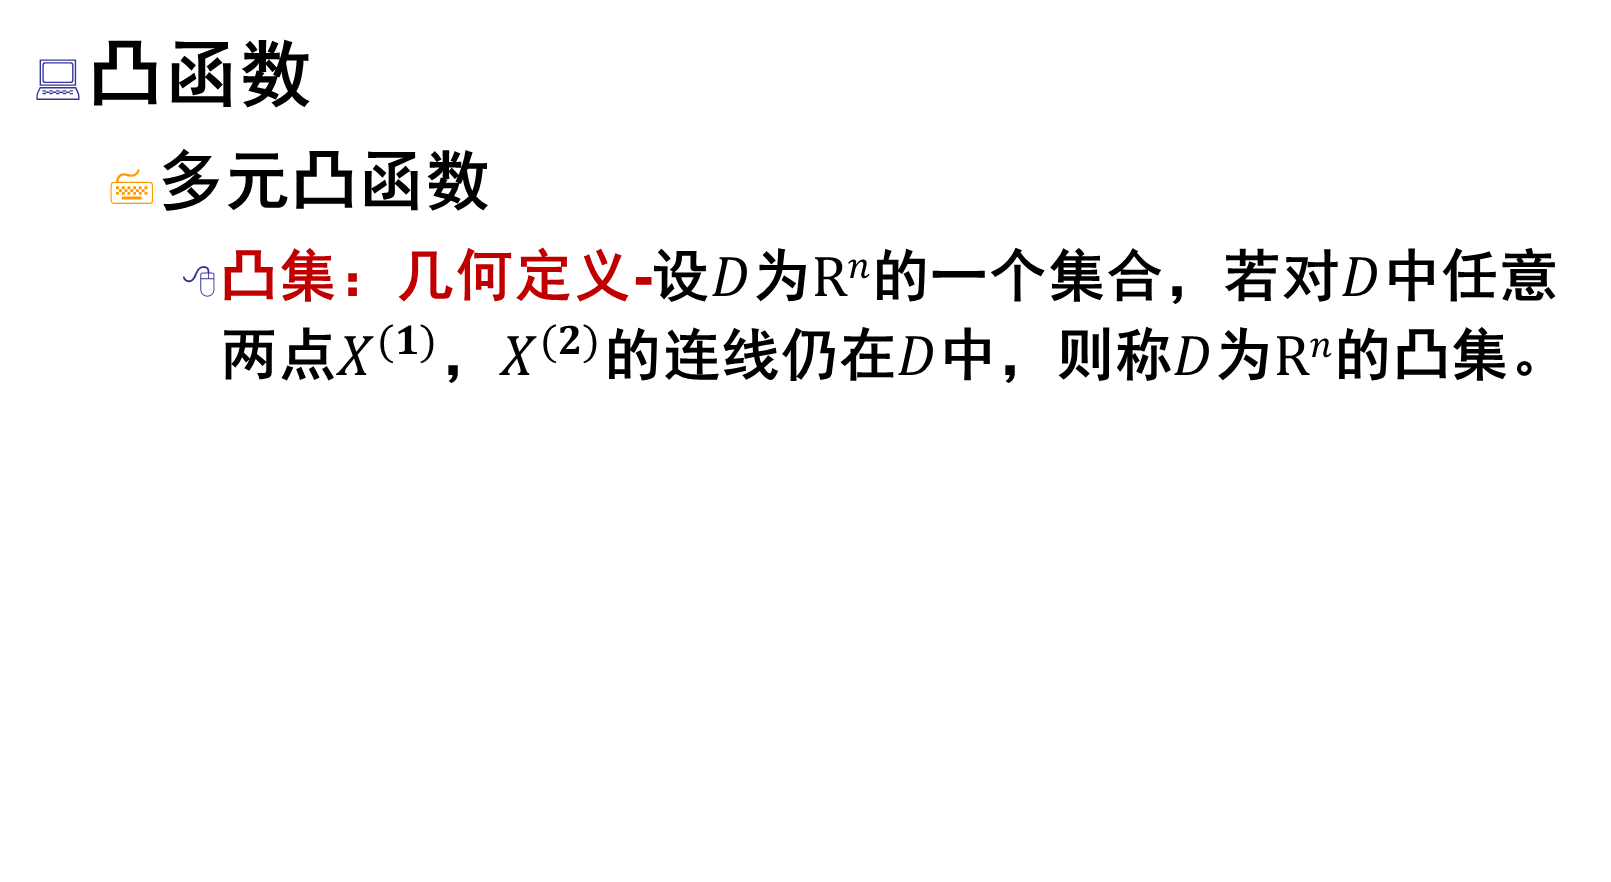 凸函数
多元凸函数
凸集：几何定义-设D为Rⁿ的一个集合，若对D中任意
两点X⁽¹⁾，X⁽²⁾的连线仍在D中，则称D为Rⁿ的凸集。